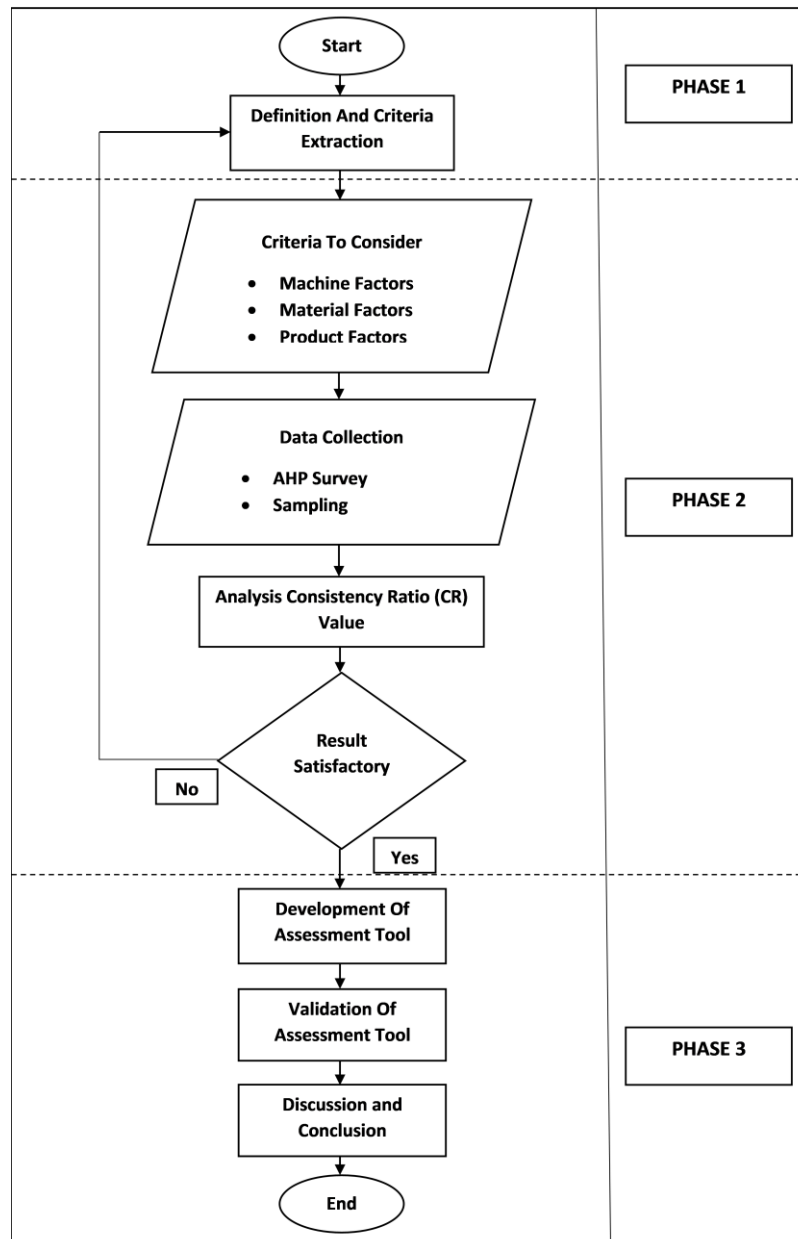 Start
PHASE 1
Definition And Criteria
Extraction
Criteria To Consider
• Machine Factors
• Material Factors
• Product Factors
Data Collection
• AHP Survey
• Sampling
PHASE 2
Analysis Consistency Ratio (CR)
Value
Result
Satisfactory
No
Yes
Development Of
Assessment Tool
Validation Of
Assessment Tool
PHASE 3
Discussion and
Conclusion
End